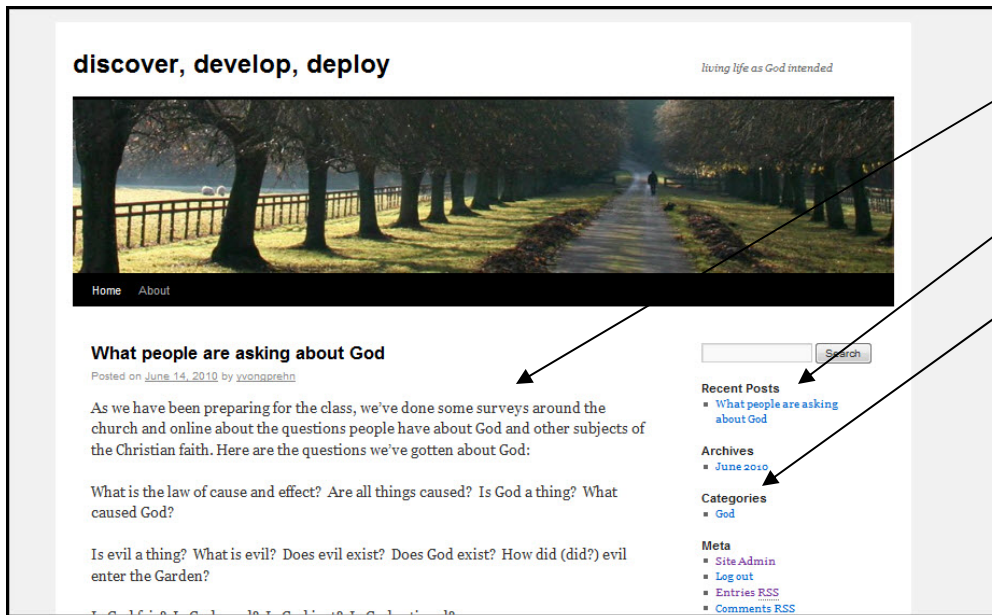 discover, develop, deploy
living life as God intended
Home About
What people are asking about God
Posted on June 14, 2010 by yvongprehn
As we have been preparing for the class, we've done some surveys around the
church and online about the questions people have about God and other subjects of
the Christian faith. Here are the questions we've gotten about God:
What is the law of cause and effect? Are all things caused? Is God a thing? What
caused God?
Is evil a thing? What is evil? Does evil exist? Does God exist? How did (did?) evil
enter the Garden?
Search
Recent Posts
What people are asking
about God
Archives
June 2010
Categories
God
Meta
Site Admin
Log out
Entries RSS
Comments RSS